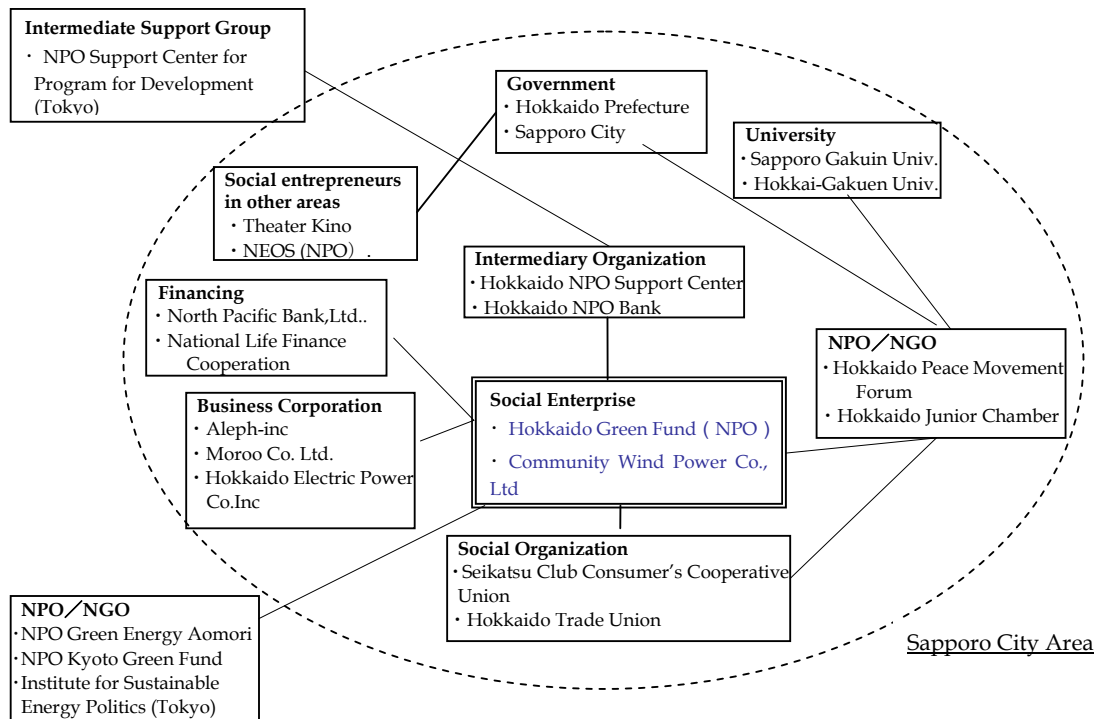 Intermediate Support Group
・ NPO Support Center for
Program for Development
(Tokyo)
Government
・Hokkaido Prefecture
・Sapporo City
University
・Sapporo Gakuin Univ.
・Hokkai-Gakuen Univ.
Social entrepreneurs
in other areas
・Theater Kino
・NEOS (NPO） .
Intermediary Organization
・Hokkaido NPO Support Center
・Hokkaido NPO Bank
Financing
・North Pacific Bank,Ltd..
・National Life Finance
Cooperation
NPO／NGO
・Hokkaido Peace Movement
Forum
・Hokkaido Junior Chamber
Business Corporation
・Aleph-inc
・Moroo Co. Ltd.
・Hokkaido Electric Power
Co.Inc
Social Enterprise
・ Hokkaido Green Fund ( NPO )
・ Community Wind Power Co.,
Ltd
Social Organization
・Seikatsu Club Consumer’s Cooperative
Union
・Hokkaido Trade Union
NPO／NGO
・NPO Green Energy Aomori
・NPO Kyoto Green Fund
・Institute for Sustainable
Energy Politics (Tokyo)
Sapporo City Area